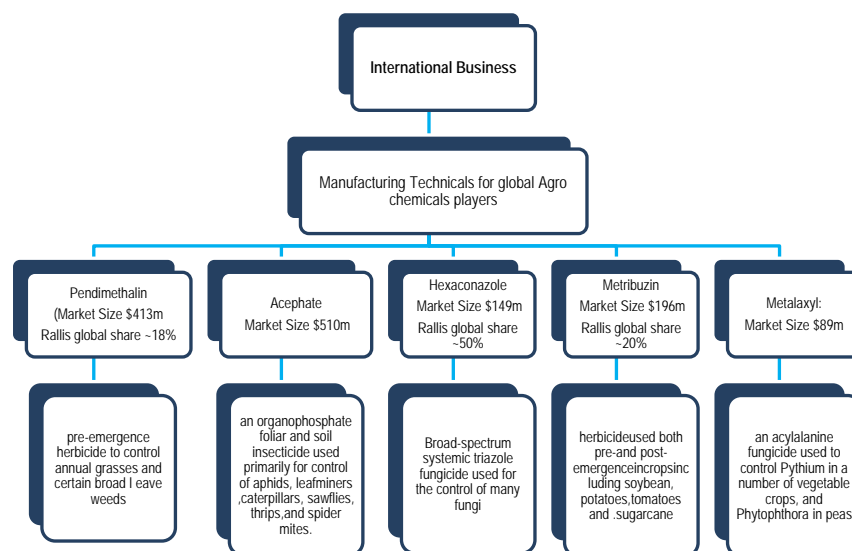 International Business
Manufacturing Technicals for global Agro
chemicals players
Pendimethalin
(Market Size $413m
Rallis global share ~18%
Acephate
Market Size $510m
Hexaconazole
Market Size $149m
Rallis global share
~50%
Metribuzin
Market Size $196m
Rallis global share
~20%
Metalaxyl:
Market Size $89m
pre-emergence
herbicide to control
annual grasses and
certain broad l eave
weeds
an organophosphate
foliar and soil
insecticide used
primarily for control
of aphids, leafminers
,caterpillars, sawflies,
thrips,and spider
mites.
Broad-spectrum
systemic triazole
fungicide used for
the control of many
fungi
herbicideused both
pre-and post-
emergenceincropsinc
luding soybean,
potatoes,tomatoes
and .sugarcane
an acylalanine
fungicide used to
control Pythium in a
number of vegetable
crops, and
Phytophthora in peas